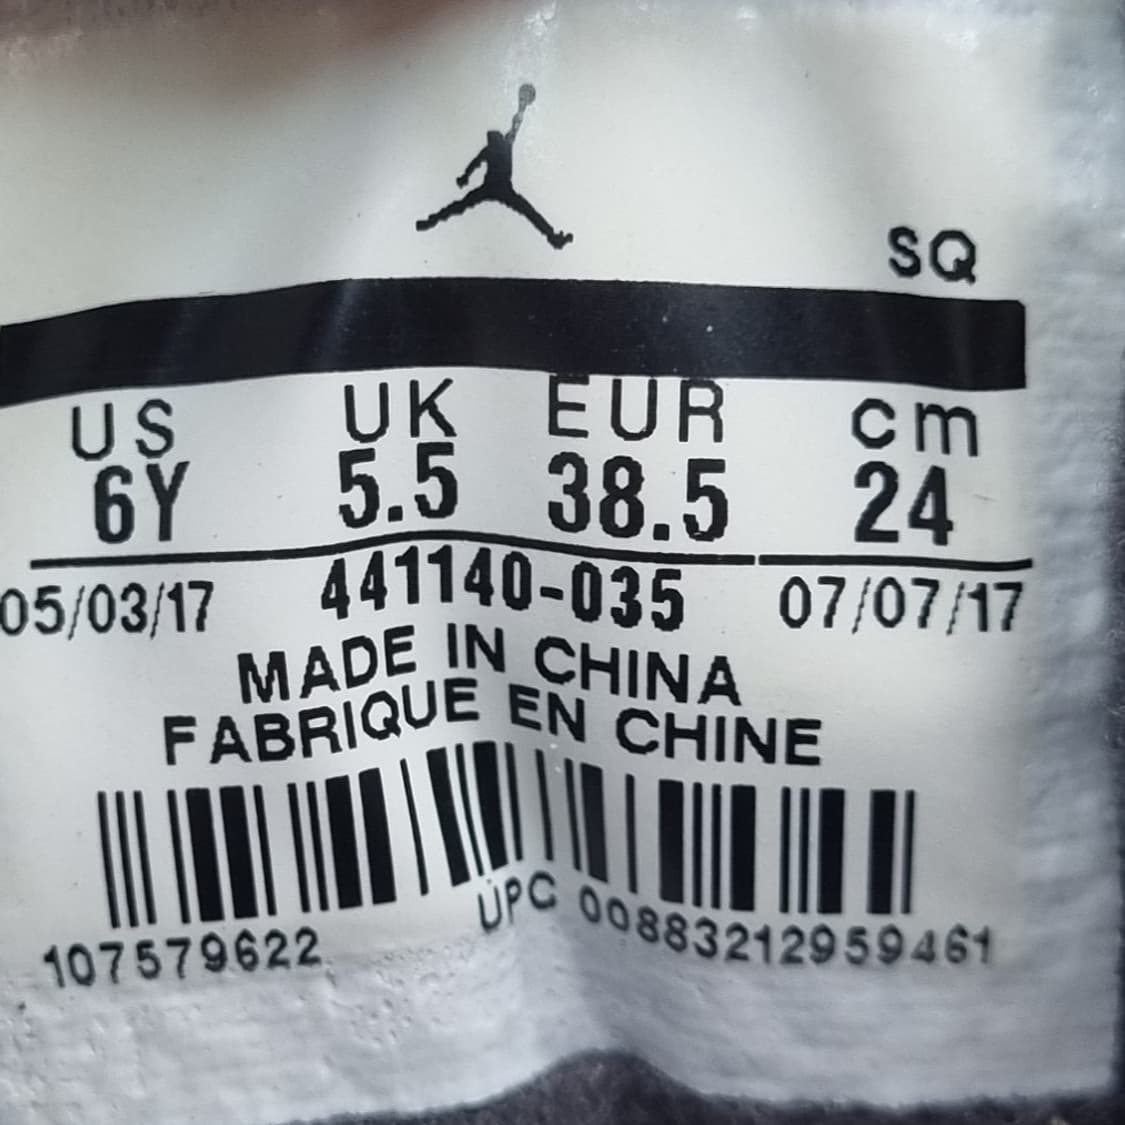 SQ
US UK EUR cm
6Y 5.5 38.5 24
05/03/17 441140-035 07/07/17
MADE IN CHINA
FABRIQUE EN CHINE
107579622 UPC 00883212959461